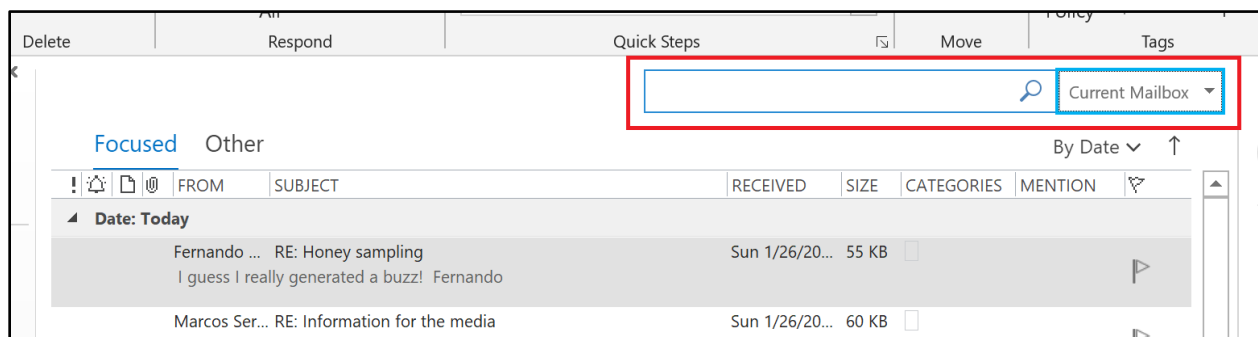 Delete Respond Quick Steps Move Tags
Current Mailbox
Focused Other By Date
! FROM SUBJECT RECEIVED SIZE CATEGORIES MENTION
Date: Today
Fernando ... RE: Honey sampling Sun 1/26/20... 55 KB
I guess I really generated a buzz! Fernando
Marcos Ser... RE: Information for the media Sun 1/26/20... 60 KB